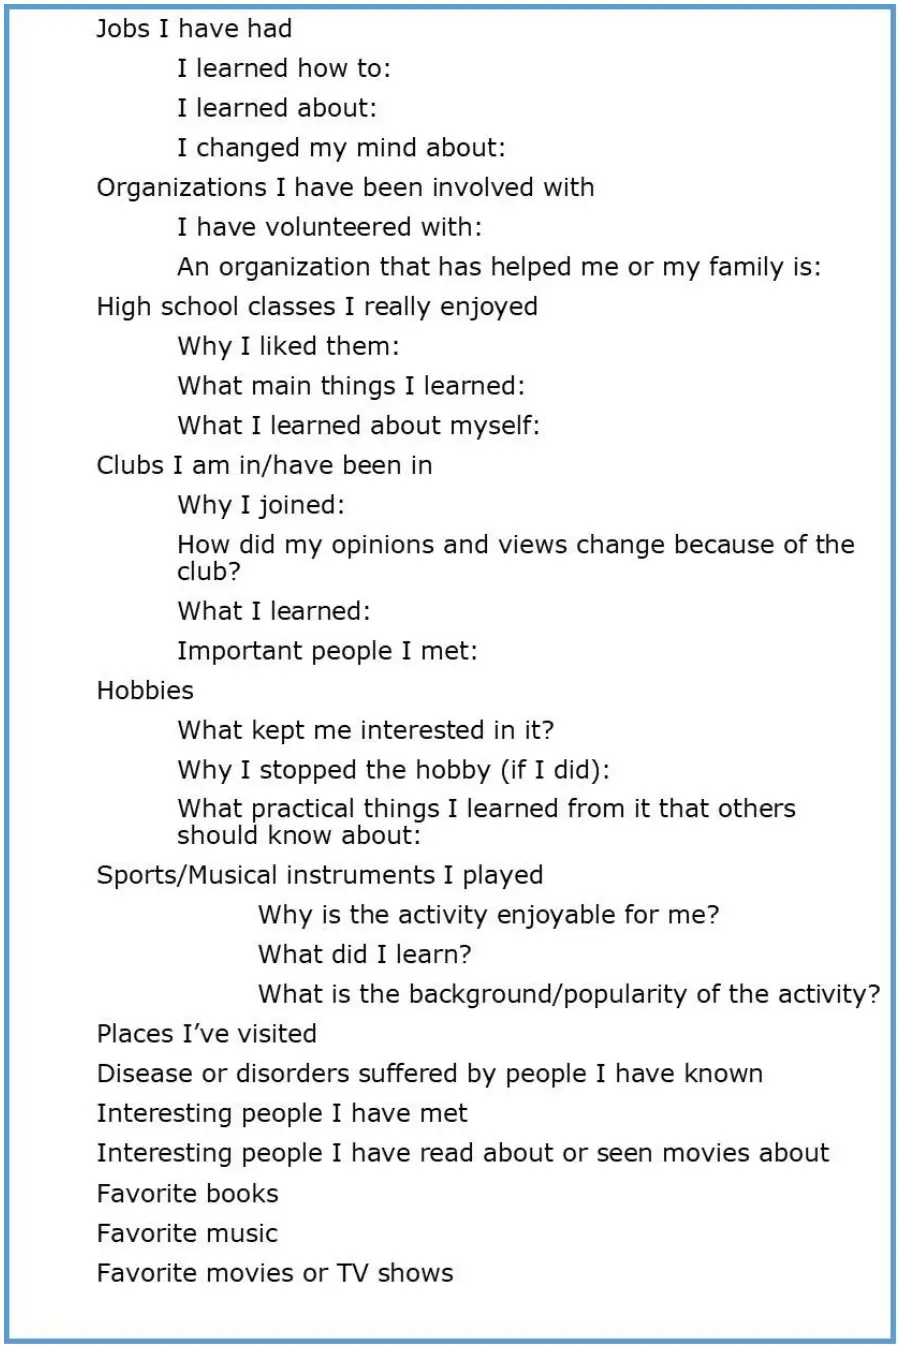 Jobs I have had
I learned how to:
I learned about:
I changed my mind about:
Organizations I have been involved with
I have volunteered with:
An organization that has helped me or my family is:
High school classes I really enjoyed
Why I liked them:
What main things I learned:
What I learned about myself:
Clubs I am in/have been in
Why I joined:
How did my opinions and views change because of the
club?
What I learned:
Important people I met:
Hobbies
What kept me interested in it?
Why I stopped the hobby (if I did):
What practical things I learned from it that others
should know about:
Sports/Musical instruments I played
Why is the activity enjoyable for me?
What did I learn?
What is the background/popularity of the activity?
Places I’ve visited
Disease or disorders suffered by people I have known
Interesting people I have met
Interesting people I have read about or seen movies about
Favorite books
Favorite music
Favorite movies or TV shows